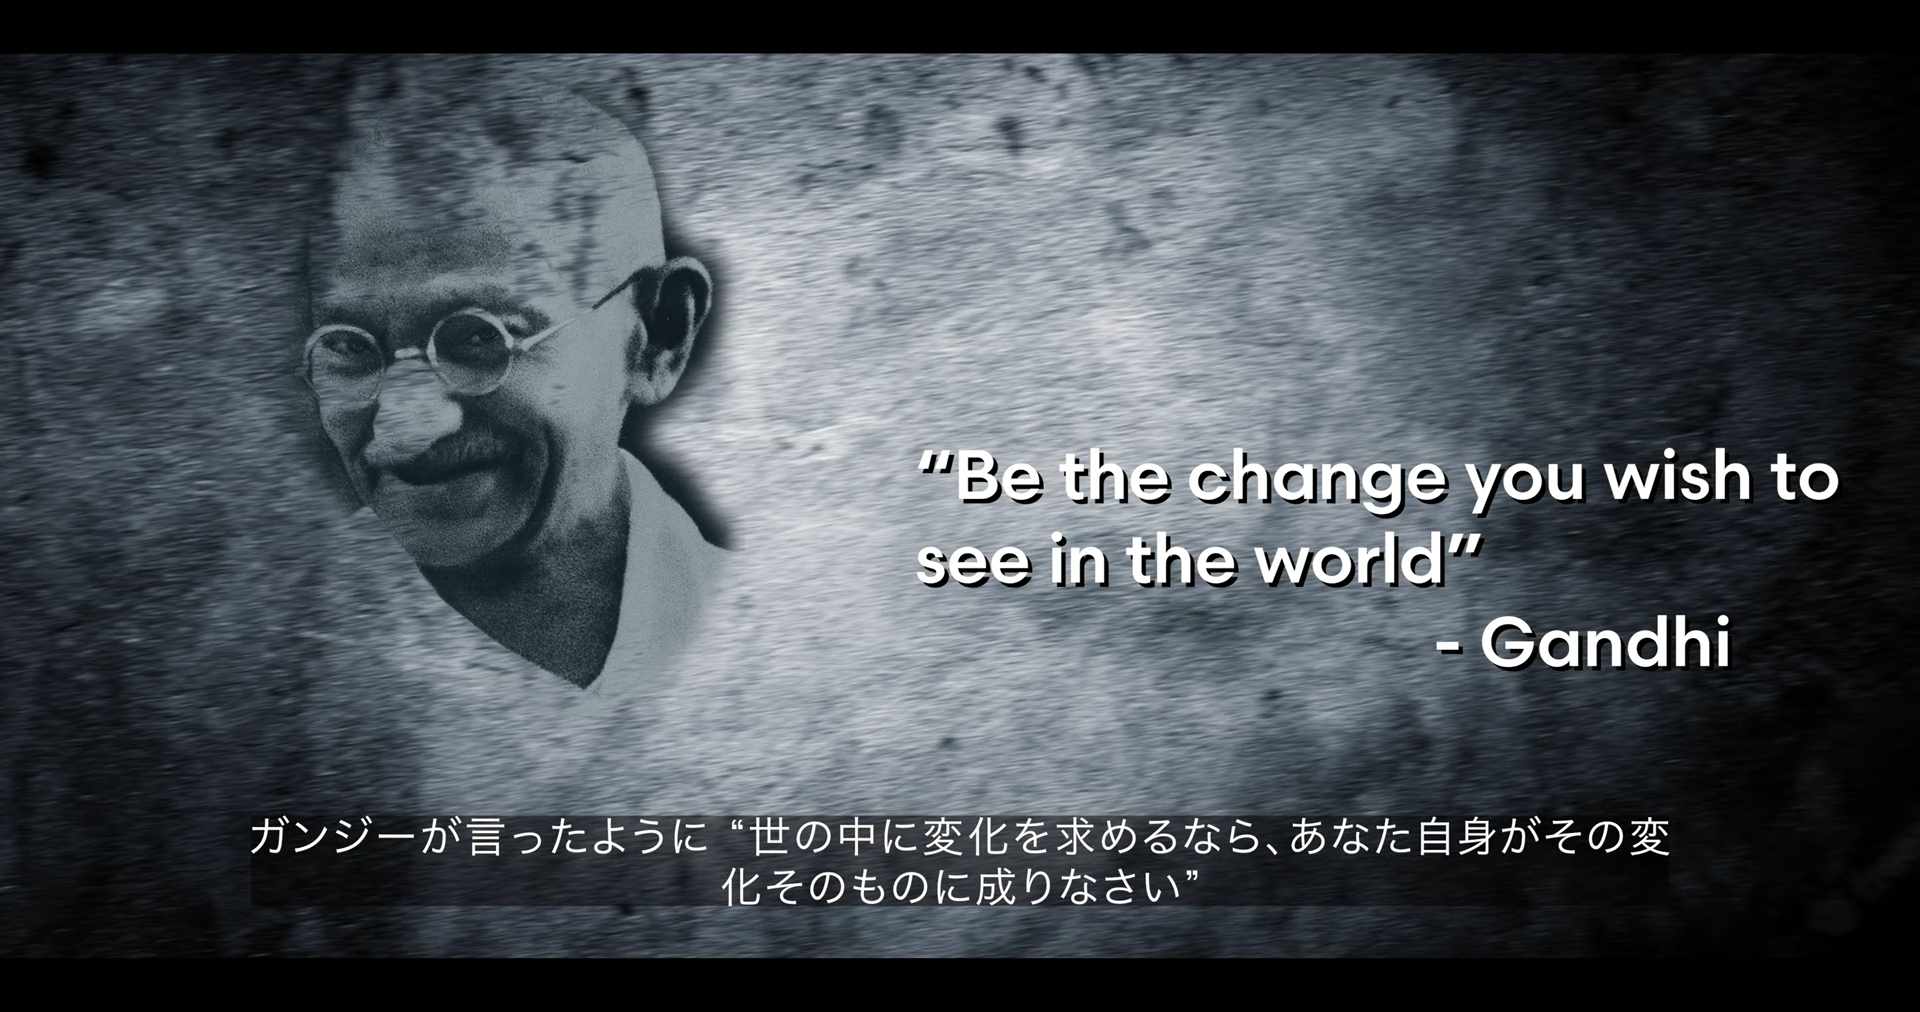 “Be the change you wish to
see in the world”
- Gandhi
ガンジーが言ったように “世の中に変化を求めるなら、あなた自身がその変
化そのものに成りなさい”